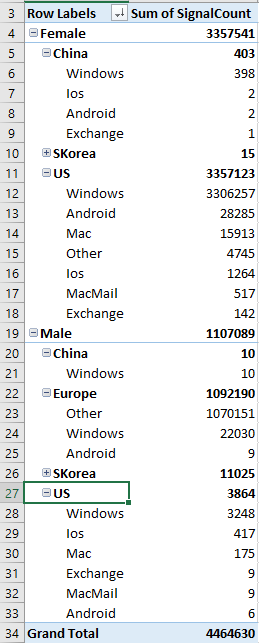 3 Row Labels Sum of SignalCount
4 Female 3357541
5 China 403
6 Windows 398
7 Ios 2
8 Android 2
9 Exchange 1
10 SKorea 15
11 US 3357123
12 Windows 3306257
13 Android 28285
14 Mac 15913
15 Other 4745
16 Ios 1264
17 MacMail 517
18 Exchange 142
19 Male 1107089
20 China 10
21 Windows 10
22 Europe 1092190
23 Other 1070151
24 Windows 22030
25 Android 9
26 SKorea 11025
27 US 3864
28 Windows 3248
29 Ios 417
30 Mac 175
31 Exchange 9
32 MacMail 9
33 Android 6
34 Grand Total 4464630